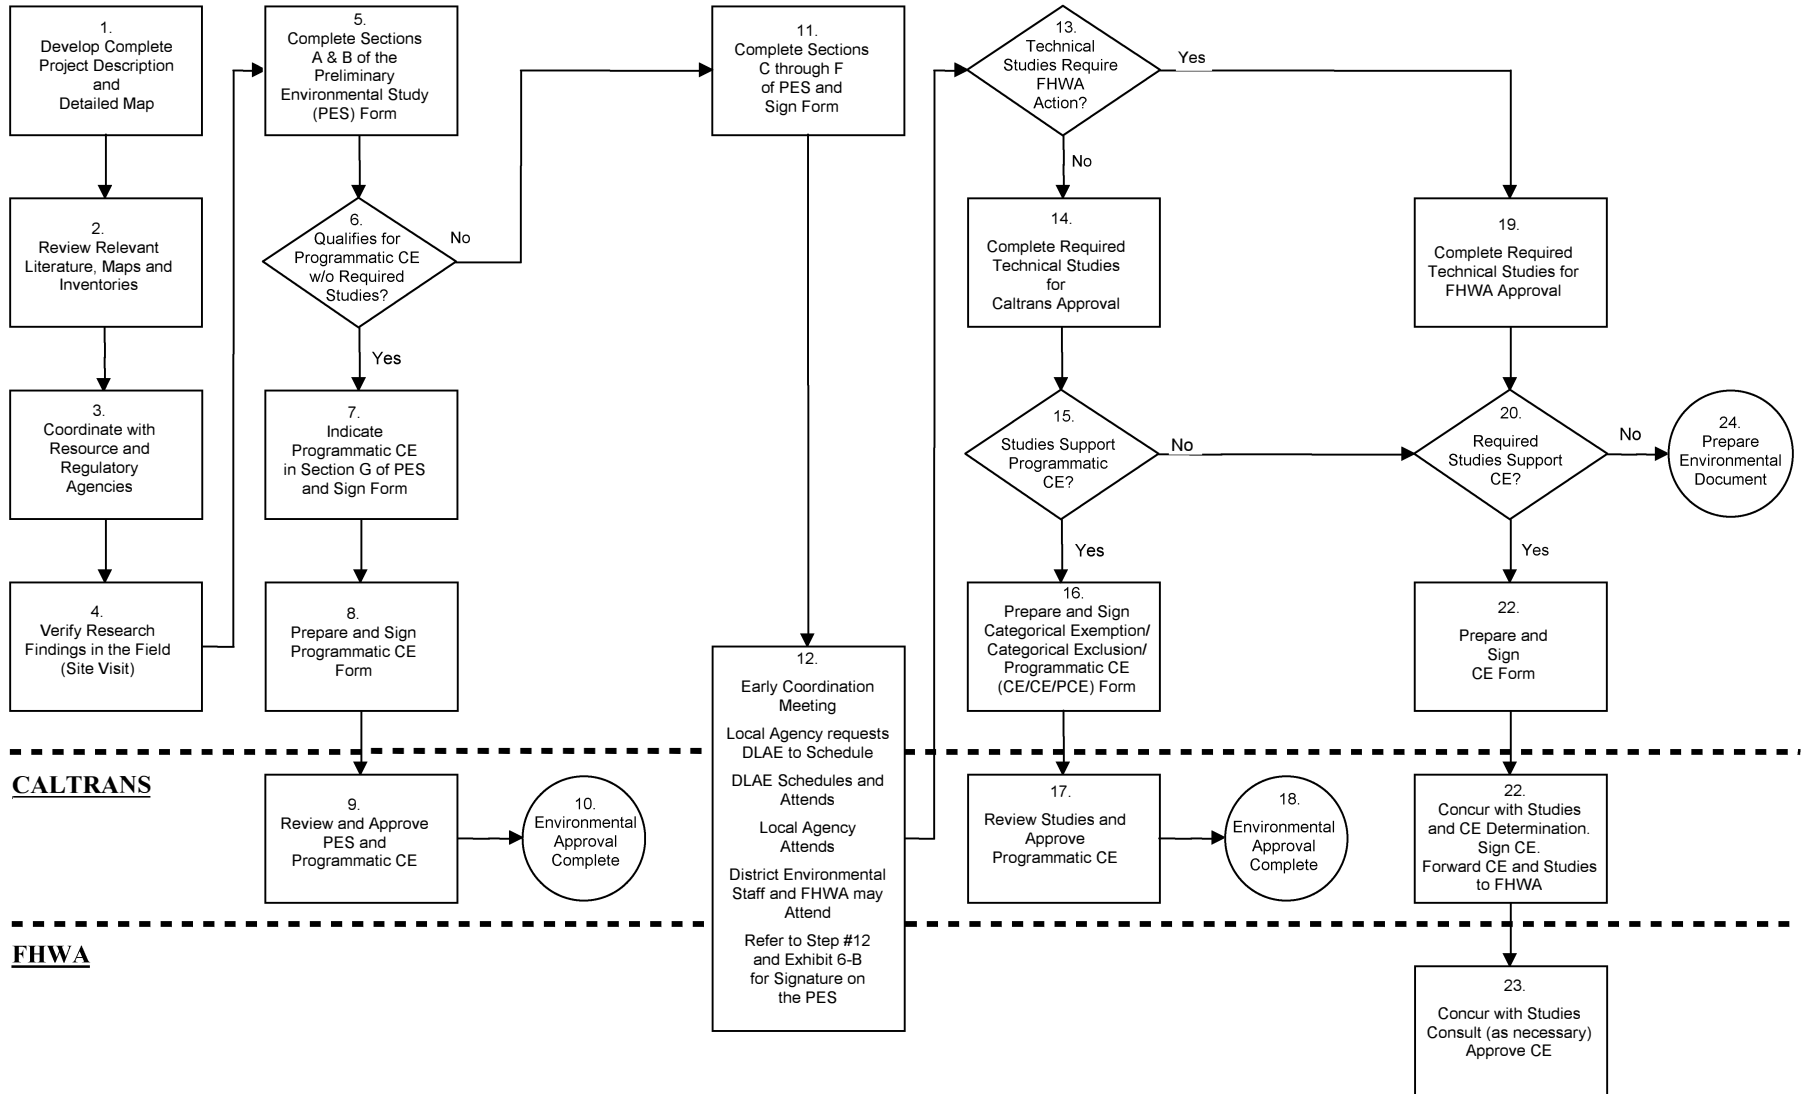 1.
Develop Complete
Project Description
and
Detailed Map
2.
Review Relevant
Literature, Maps and
Inventories
3.
Coordinate with
Resource and
Regulatory
Agencies
4.
Verify Research
Findings in the Field
(Site Visit)
5.
Complete Sections
A & B of the
Preliminary
Environmental Study
(PES) Form
6.
Qualifies for
Programmatic CE
w/o Required
Studies?
No
Yes
7.
Indicate
Programmatic CE
in Section G of PES
and Sign Form
8.
Prepare and Sign
Programmatic CE
Form
CALTRANS
9.
Review and Approve
PES and
Programmatic CE
10.
Environmental
Approval
Complete
11.
Complete Sections
C through F
of PES and
Sign Form
12.
Early Coordination
Meeting
Local Agency requests
DLAE to Schedule
DLAE Schedules and
Attends
Local Agency
Attends
District Environmental
Staff and FHWA may
Attend
Refer to Step #12
and Exhibit 6-B
for Signature on
the PES
13.
Technical
Studies Require
FHWA
Action?
Yes
No
14.
Complete Required
Technical Studies
for
Caltrans Approval
15.
Studies Support
Programmatic
CE?
No
Yes
16.
Prepare and Sign
Categorical Exemption/
Categorical Exclusion/
Programmatic CE
(CE/CE/PCE) Form
17.
Review Studies and
Approve
Programmatic CE
18.
Environmental
Approval
Complete
19.
Complete Required
Technical Studies for
FHWA Approval
20.
Required
Studies Support
CE?
No
Yes
24.
Prepare
Environmental
Document
22.
Prepare and
Sign
CE Form
22.
Concur with Studies
and CE Determination.
Sign CE.
Forward CE and Studies
to FHWA
FHWA
23.
Concur with Studies
Consult (as necessary)
Approve CE